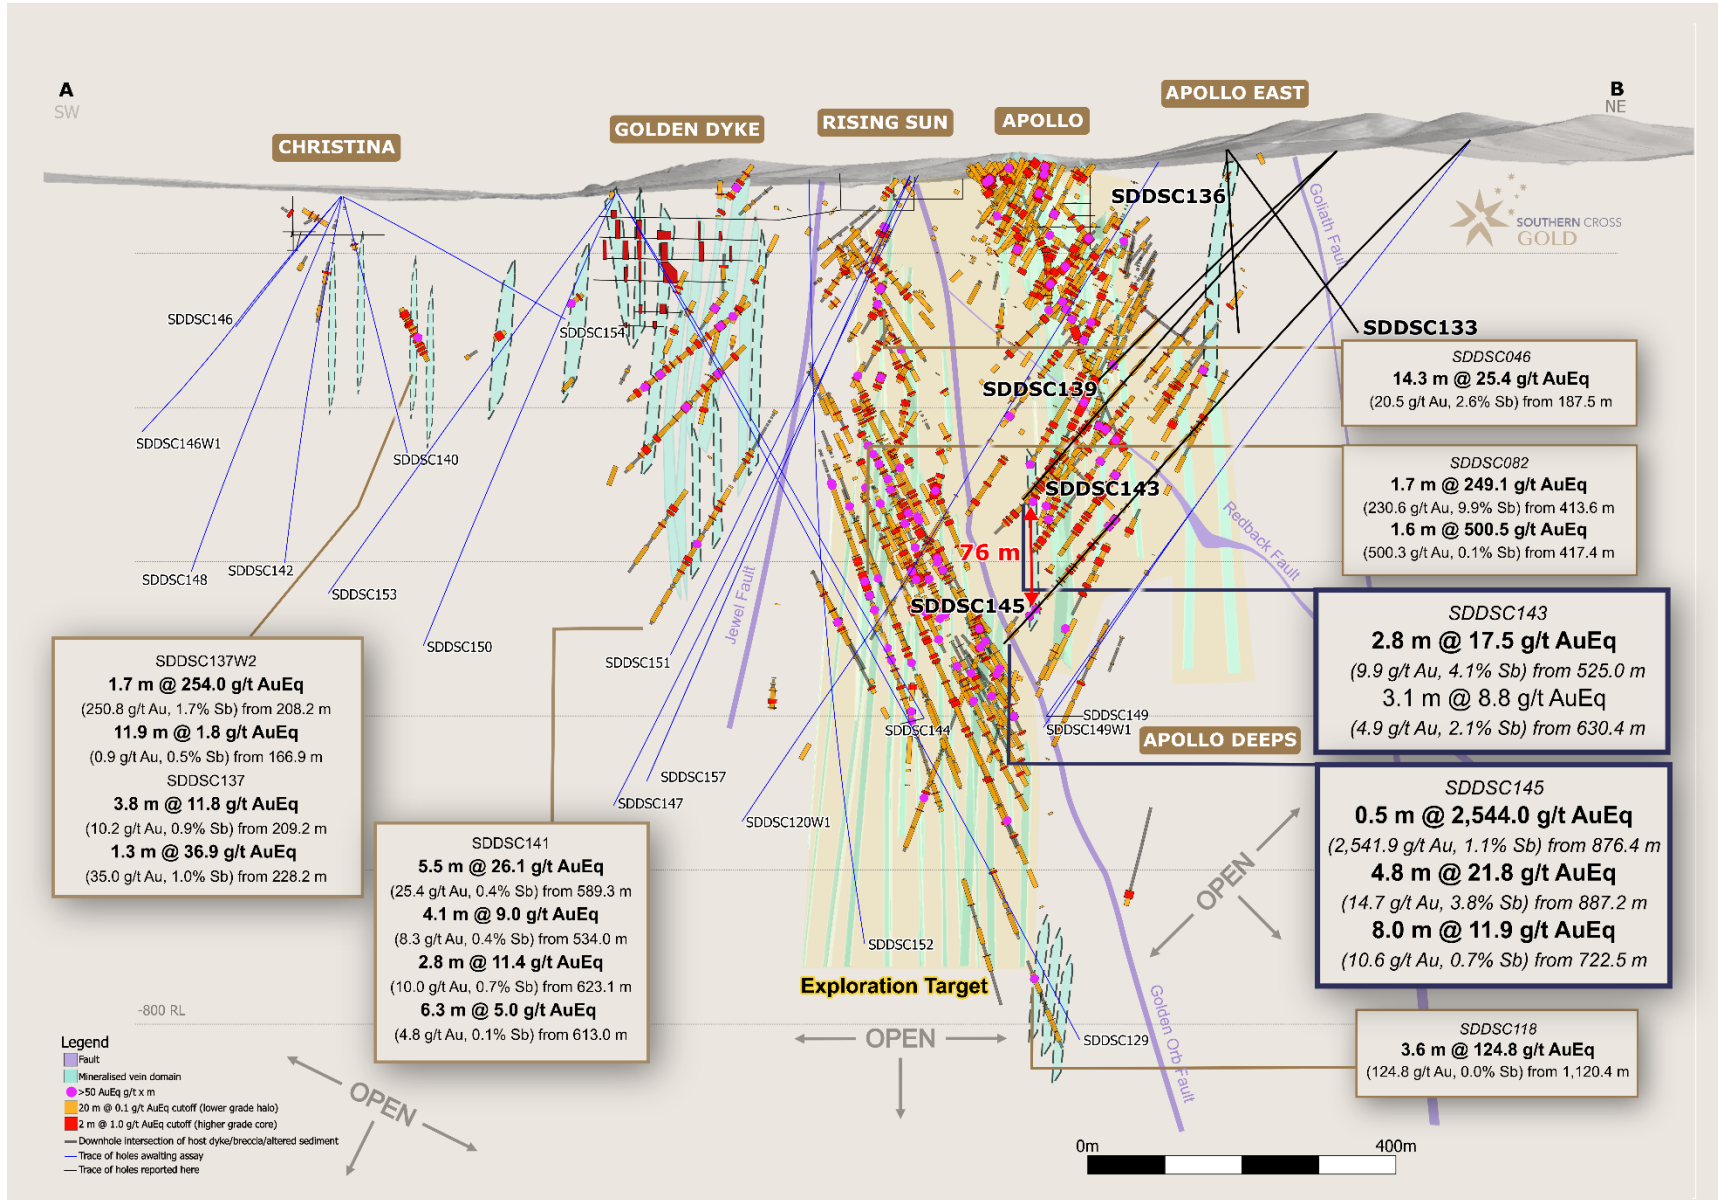 A
SW
B
NE
CHRISTINA
GOLDEN DYKE
RISING SUN
APOLLO
APOLLO EAST
SOUTHERN CROSS
GOLD
SDDSC136
Goliath Fault
SDDSC146
SDDSC154
SDDSC133
SDDSC139
SDDSC146W1
SDDSC140
SDDSC143
76 m
Redback Fault
SDDSC148
SDDSC142
SDDSC153
SDDSC145
Jewel Fault
SDDSC150
SDDSC151
SDDSC144
SDDSC149
SDDSC149W1
APOLLO DEEPS
SDDSC157
SDDSC147
SDDSC120W1
SDDSC152
Exploration Target
OPEN
OPEN
OPEN
SDDSC129
Golden Orb Fault
-800 RL
SDDSC046
14.3 m @ 25.4 g/t AuEq
(20.5 g/t Au, 2.6% Sb) from 187.5 m
SDDSC082
1.7 m @ 249.1 g/t AuEq
(230.6 g/t Au, 9.9% Sb) from 413.6 m
1.6 m @ 500.5 g/t AuEq
(500.3 g/t Au, 0.1% Sb) from 417.4 m
SDDSC143
2.8 m @ 17.5 g/t AuEq
(9.9 g/t Au, 4.1% Sb) from 525.0 m
3.1 m @ 8.8 g/t AuEq
(4.9 g/t Au, 2.1% Sb) from 630.4 m
SDDSC145
0.5 m @ 2,544.0 g/t AuEq
(2,541.9 g/t Au, 1.1% Sb) from 876.4 m
4.8 m @ 21.8 g/t AuEq
(14.7 g/t Au, 3.8% Sb) from 887.2 m
8.0 m @ 11.9 g/t AuEq
(10.6 g/t Au, 0.7% Sb) from 722.5 m
SDDSC118
3.6 m @ 124.8 g/t AuEq
(124.8 g/t Au, 0.0% Sb) from 1,120.4 m
SDDSC137W2
1.7 m @ 254.0 g/t AuEq
(250.8 g/t Au, 1.7% Sb) from 208.2 m
11.9 m @ 1.8 g/t AuEq
(0.9 g/t Au, 0.5% Sb) from 166.9 m
SDDSC137
3.8 m @ 11.8 g/t AuEq
(10.2 g/t Au, 0.9% Sb) from 209.2 m
1.3 m @ 36.9 g/t AuEq
(35.0 g/t Au, 1.0% Sb) from 228.2 m
SDDSC141
5.5 m @ 26.1 g/t AuEq
(25.4 g/t Au, 0.4% Sb) from 589.3 m
4.1 m @ 9.0 g/t AuEq
(8.3 g/t Au, 0.4% Sb) from 534.0 m
2.8 m @ 11.4 g/t AuEq
(10.0 g/t Au, 0.7% Sb) from 623.1 m
6.3 m @ 5.0 g/t AuEq
(4.8 g/t Au, 0.1% Sb) from 613.0 m
Legend
Fault
Mineralised vein domain
>50 AuEq g/t x m
20 m @ 0.1 g/t AuEq cutoff (lower grade halo)
2 m @ 1.0 g/t AuEq cutoff (higher grade core)
Downhole intersection of host dyke/breccia/altered sediment
Trace of holes awaiting assay
Trace of holes reported here
0m
400m